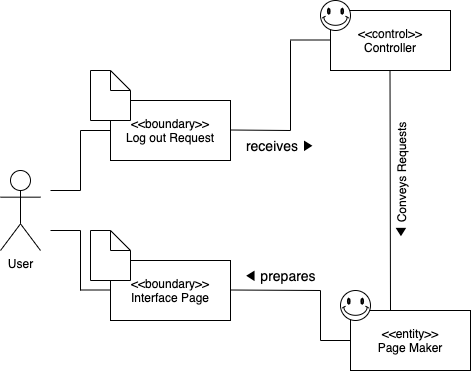 <<control>>
Controller
<<boundary>>
Log out Request
receives ▶
Conveys Requests ▶
User
<<boundary>>
Interface Page
◀ prepares
<<entity>>
Page Maker